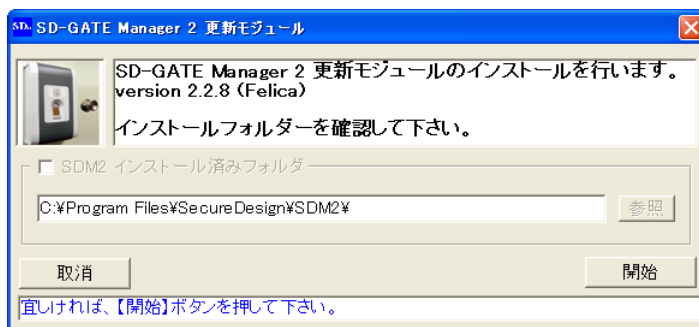 SD-GATE Manager 2 更新モジュール
SD-GATE Manager 2 更新モジュールのインストールを行います。
version 2.2.8 (Felica)
インストールフォルダーを確認して下さい。
SDM2 インストール済みフォルダ
C:¥Program Files¥SecureDesign¥SDM2¥
参照
取消
開始
宜しければ、【開始】ボタンを押して下さい。